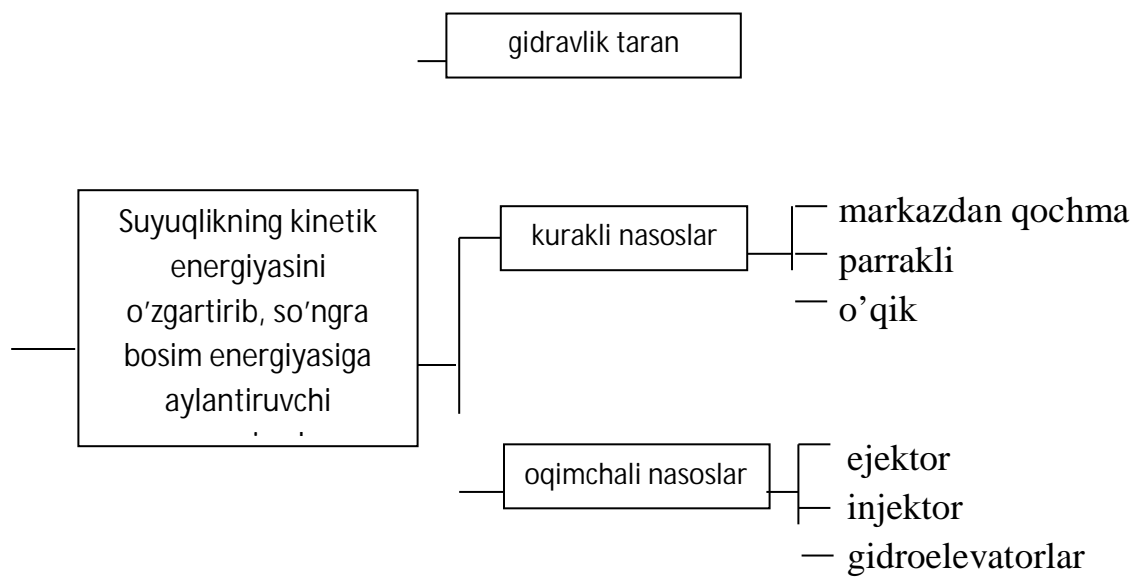 gidravlik taran
Suyuqlikning kinetik
energiyasini
o'zgartirib, so'ngra
bosim energiyasiga
aylantiruvchi
kurakli nasoslar
markazdan qochma
parrakli
o'qik
oqimchali nasoslar
ejektor
injektor
gidroelevatorlar